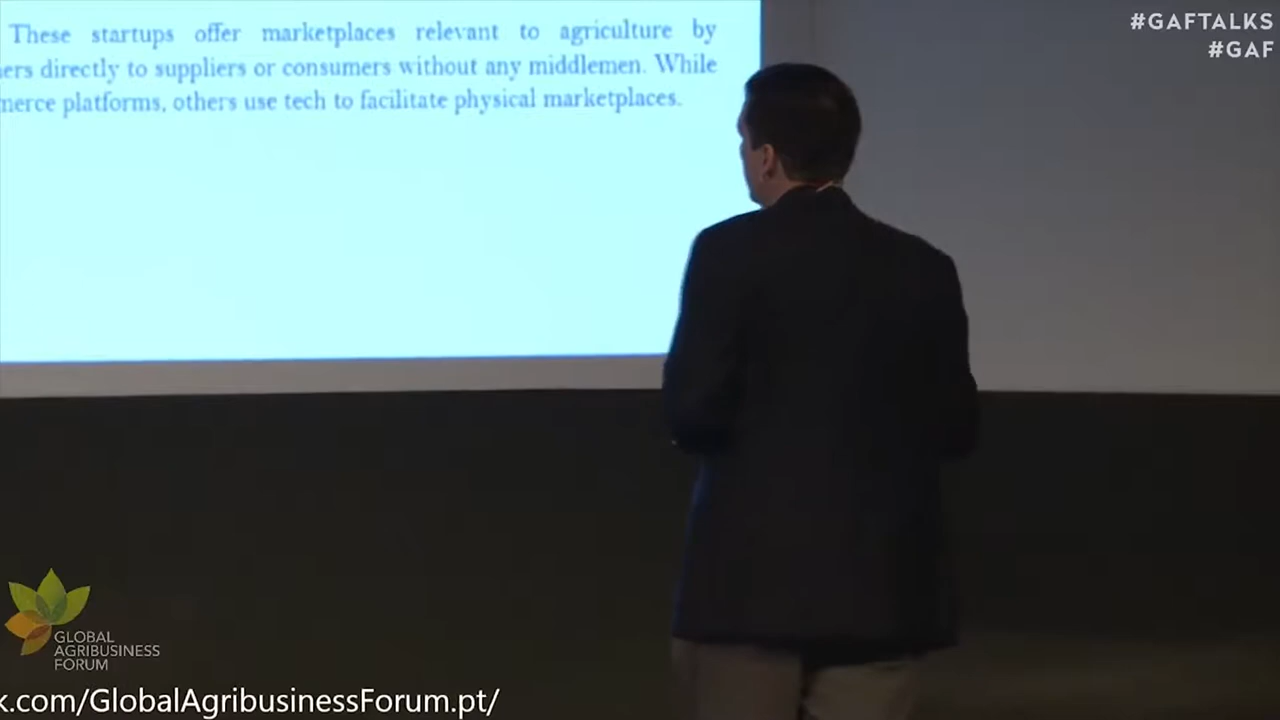 These startups offer marketplaces relevant to agriculture by
ers directly to suppliers or consumers without any middlemen. While
merce platforms, others use tech to facilitate physical marketplaces.
#GAFTALKS
#GAF
GLOBAL
AGRIBUSINESS
FORUM
k.com/GlobalAgribusinessForum.pt/